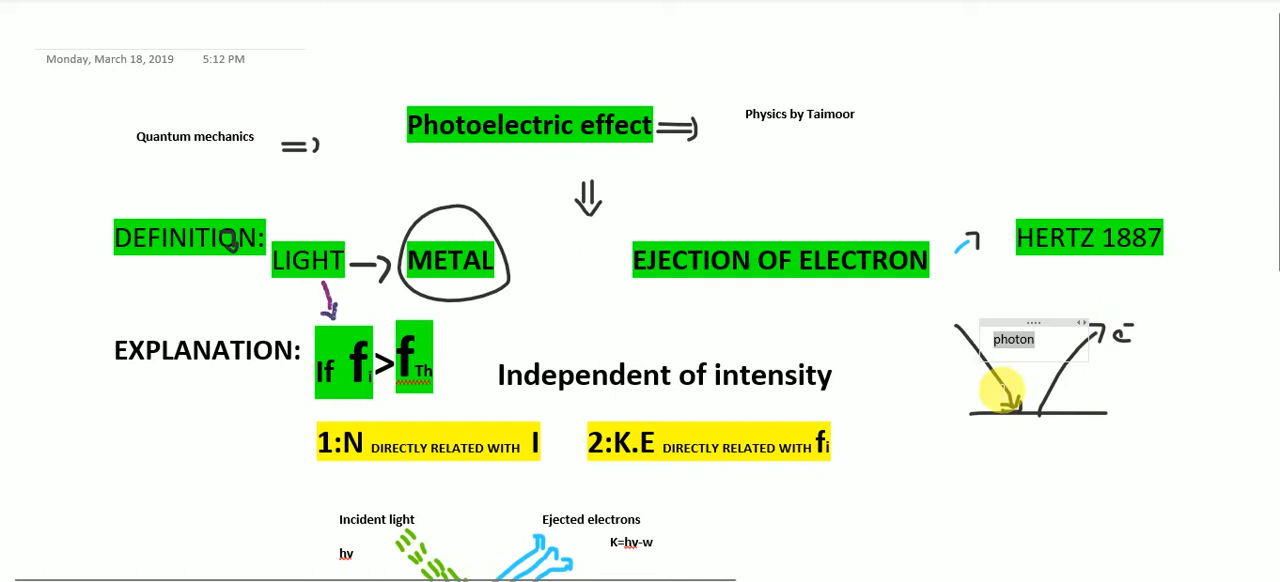 Monday, March 18, 2019 5:12 PM
Quantum mechanics
Photoelectric effect
Physics by Taimoor
DEFINITION:
LIGHT
METAL
EJECTION OF ELECTRON
HERTZ 1887
EXPLANATION:
If fi>fTh
Independent of intensity
photon
e-
1:N DIRECTLY RELATED WITH I
2:K.E DIRECTLY RELATED WITH fi
Incident light
Ejected electrons
hv
K=hv-w